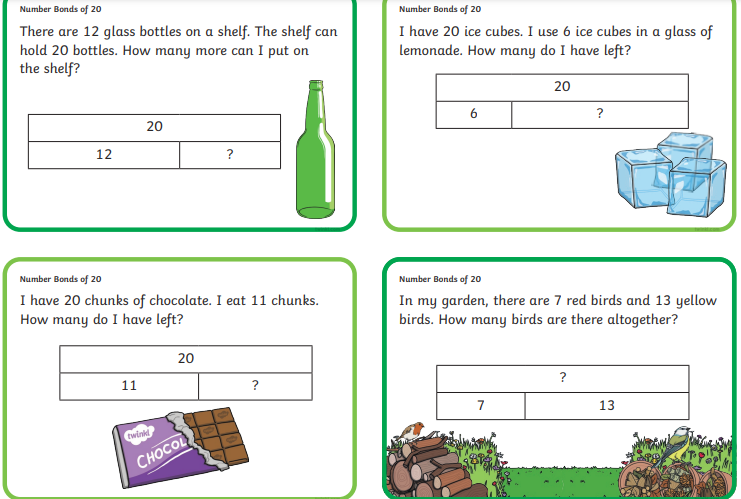 Number Bonds of 20
There are 12 glass bottles on a shelf. The shelf can
hold 20 bottles. How many more can I put on
the shelf?
20
12 ?
Number Bonds of 20
I have 20 ice cubes. I use 6 ice cubes in a glass of
lemonade. How many do I have left?
20
6 ?
Number Bonds of 20
I have 20 chunks of chocolate. I eat 11 chunks.
How many do I have left?
20
11 ?
twinkl
CHOCOL
Number Bonds of 20
In my garden, there are 7 red birds and 13 yellow
birds. How many birds are there altogether?
?
7 13